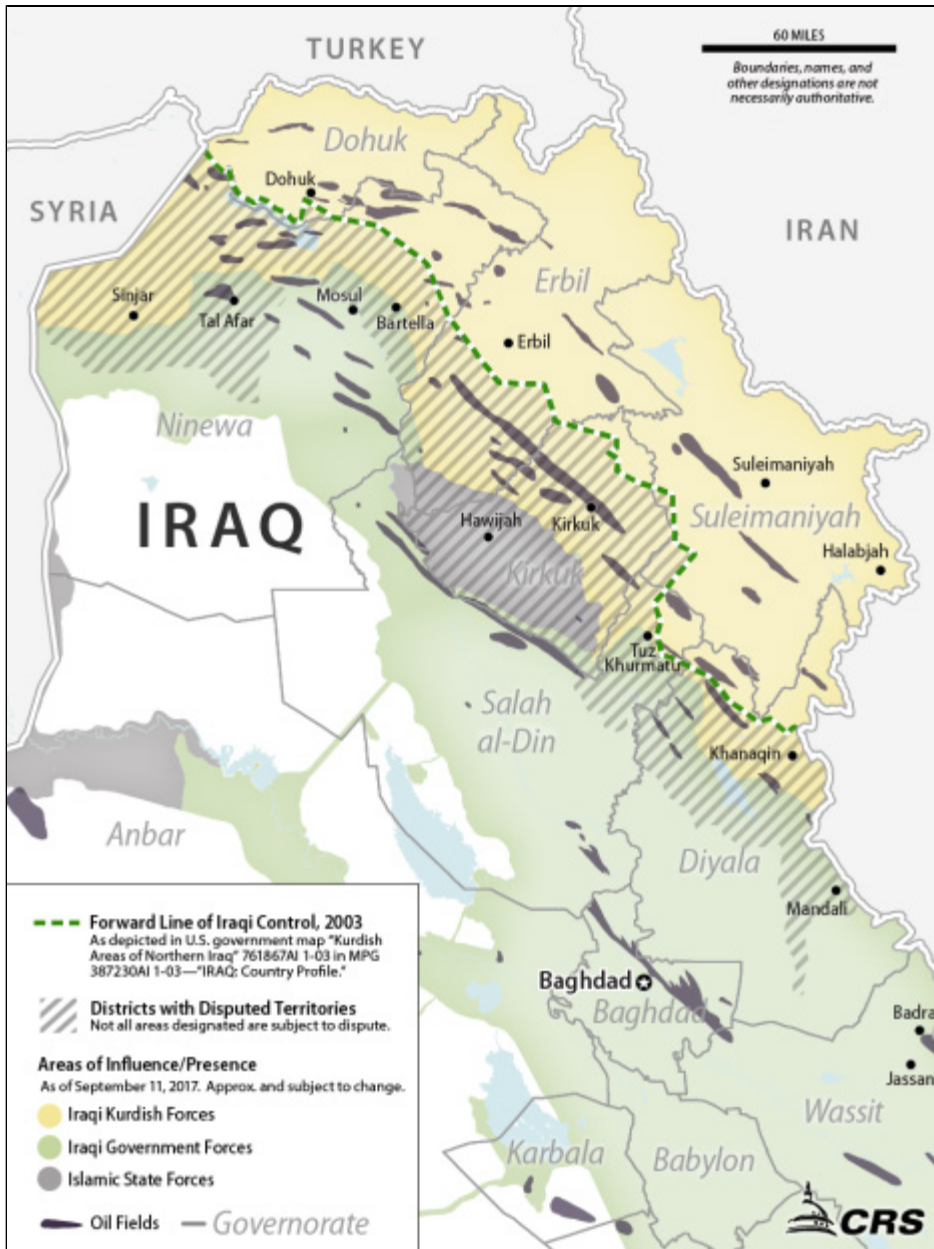 TURKEY
60 MILES
Boundaries, names, and
other designations are not
necessarily authoritative.
Dohuk
Dohuk
SYRIA
IRAN
Erbil
Sinjar
Tal Afar
Mosul
Bartella
Erbil
Ninewa
Suleimaniyah
IRAQ
Hawijah
Kirkuk
Suleimaniyah
Kirkuk
Halabjah
Tuz
Khurmatu
Salah
al-Din
Khanaqin
Anbar
Diyala
Mandali
Forward Line of Iraqi Control, 2003
As depicted in U.S. government map "Kurdish
Areas of Northern Iraq" 761867AI 1-03 in MPG
387230AI 1-03—"IRAQ: Country Profile."
Districts with Disputed Territories
Not all areas designated are subject to dispute.
Areas of Influence/Presence
As of September 11, 2017. Approx. and subject to change.
Iraqi Kurdish Forces
Iraqi Government Forces
Islamic State Forces
Oil Fields
Governorate
Baghdad
Baghdad
Badra
Jassan
Wassit
Karbala
Babylon
CRS